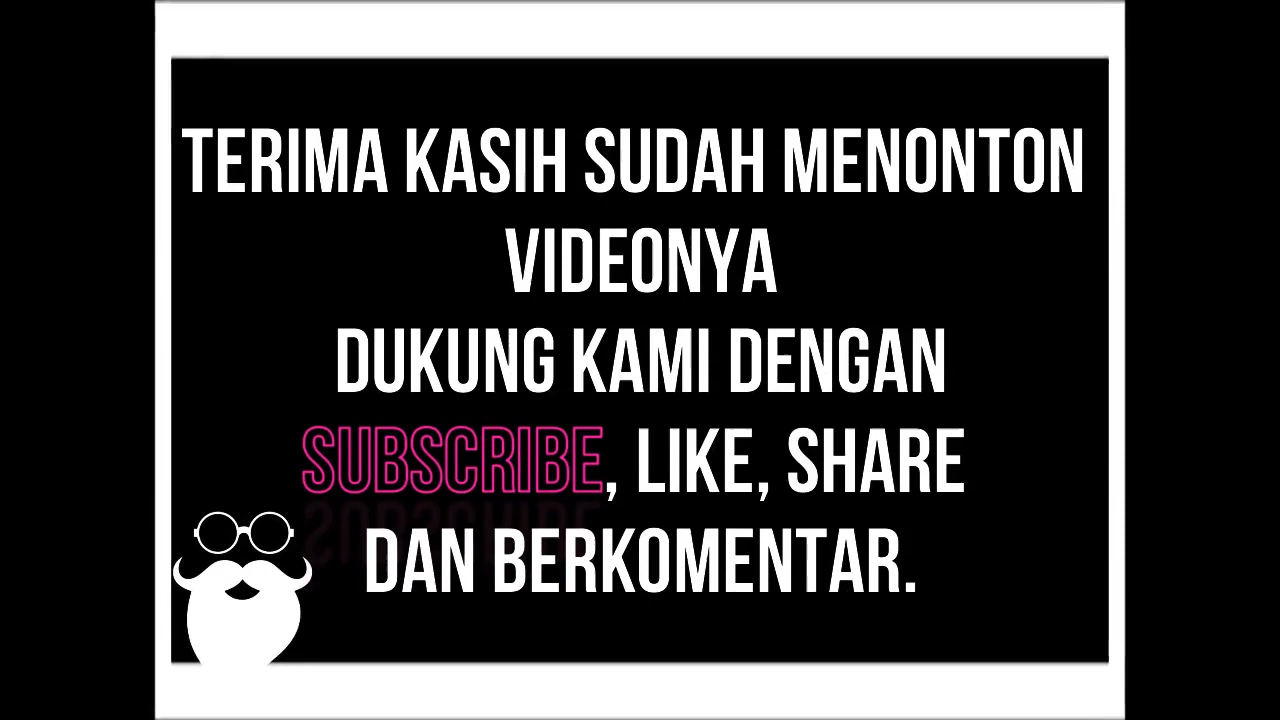 TERIMA KASIH SUDAH MENONTON
VIDEONYA
DUKUNG KAMI DENGAN
SUBSCRIBE, LIKE, SHARE
DAN BERKOMENTAR.